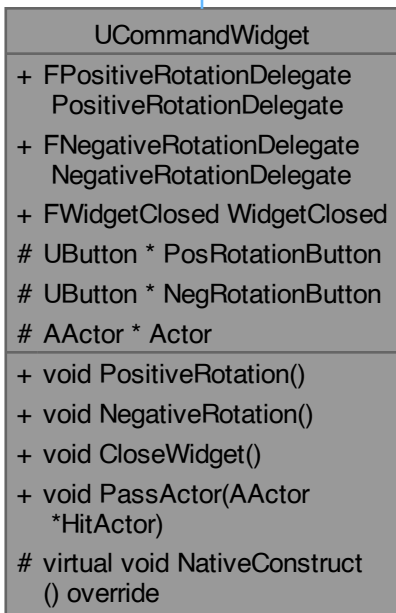 UCommandWidget
+ FPositiveRotationDelegate
PositiveRotationDelegate
+ FNegativeRotationDelegate
NegativeRotationDelegate
+ FWidgetClosed WidgetClosed
# UButton * PosRotationButton
# UButton * NegRotationButton
# AActor * Actor
+ void PositiveRotation()
+ void NegativeRotation()
+ void CloseWidget()
+ void PassActor(AActor
*HitActor)
# virtual void NativeConstruct
() override